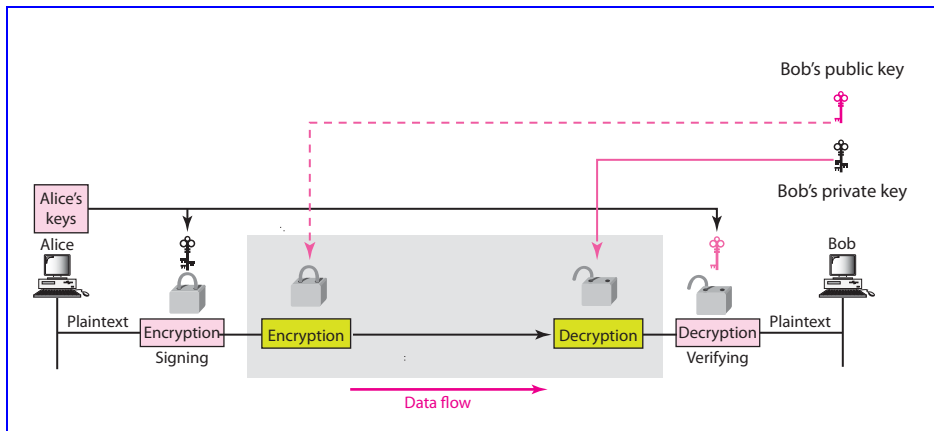 Bob's public key
Bob's private key
Alice's
keys
Alice
Bob
Plaintext
Encryption
Encryption
Decryption
Decryption
Plaintext
Signing
Verifying
Data flow